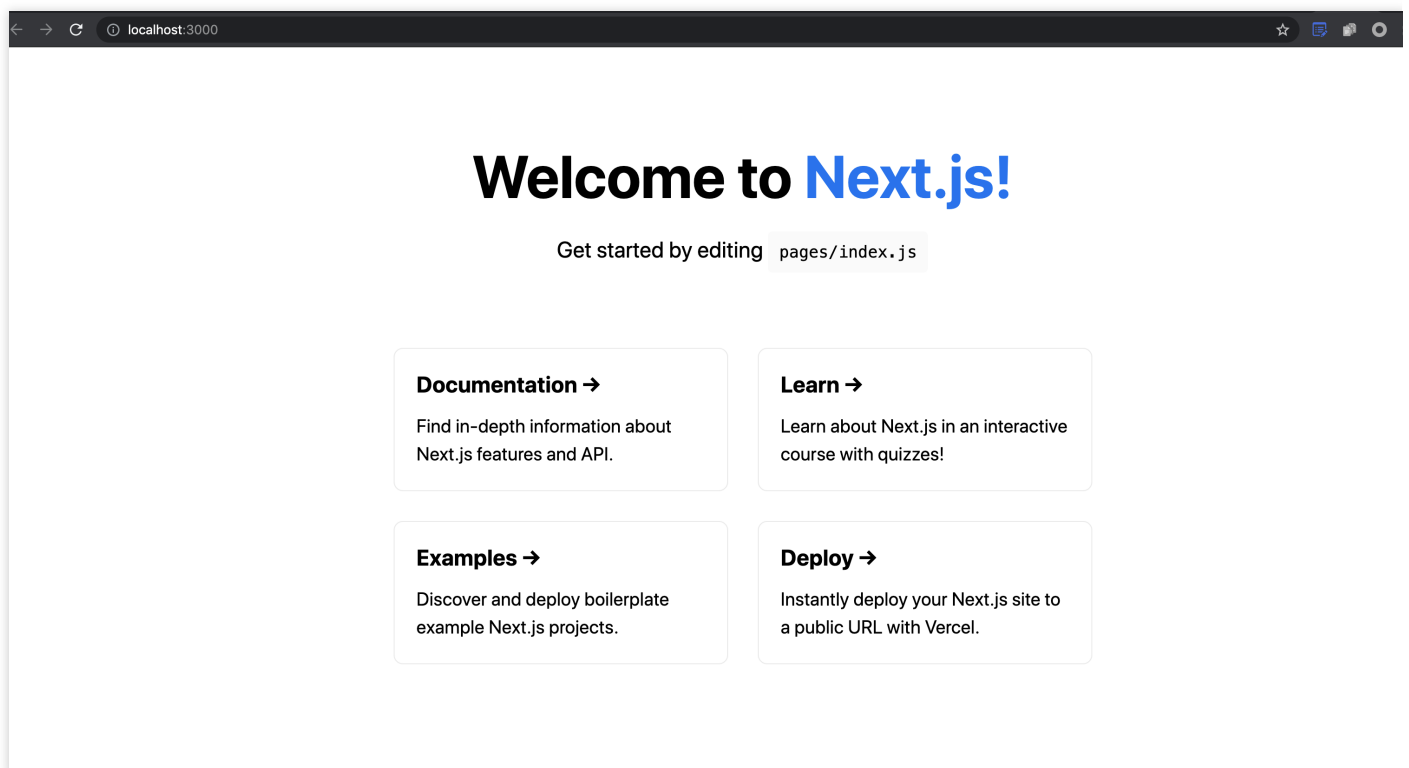 localhost:3000
Welcome to Next.js!
Get started by editing pages/index.js
Documentation →
Find in-depth information about
Next.js features and API.
Learn →
Learn about Next.js in an interactive
course with quizzes!
Examples →
Discover and deploy boilerplate
example Next.js projects.
Deploy →
Instantly deploy your Next.js site to
a public URL with Vercel.